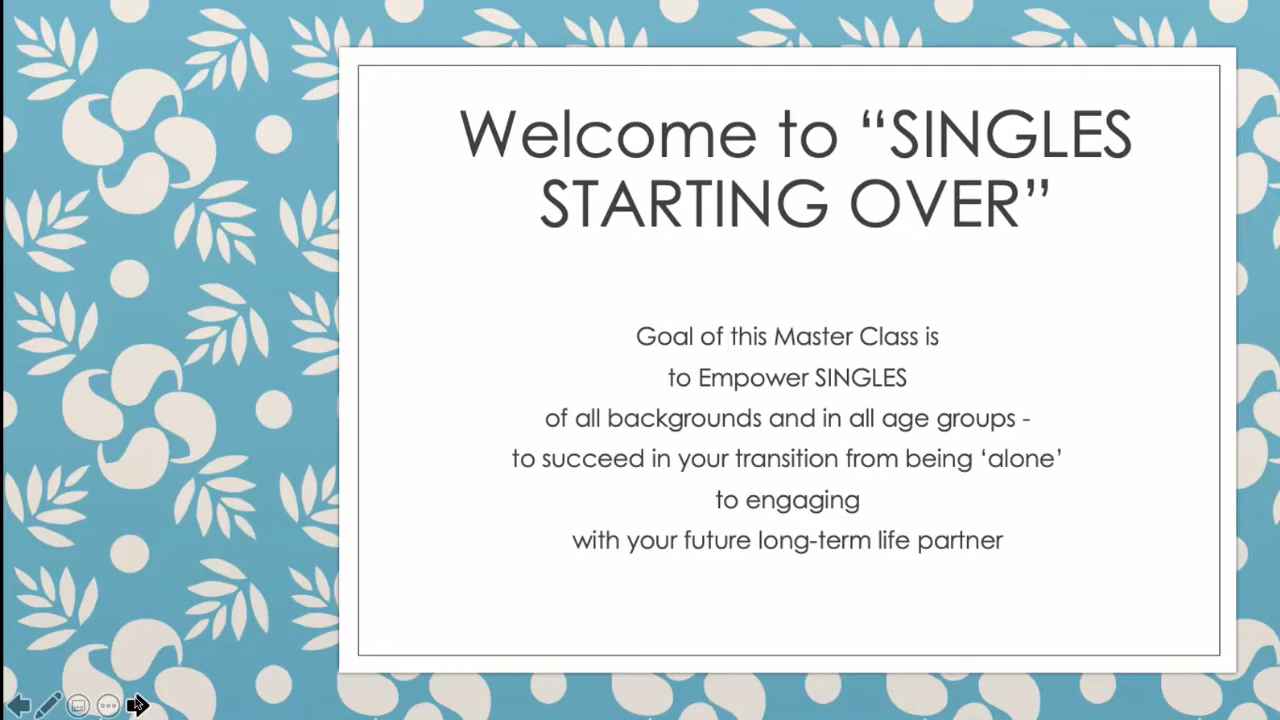 Welcome to “SINGLES
STARTING OVER”
Goal of this Master Class is
to Empower SINGLES
of all backgrounds and in all age groups -
to succeed in your transition from being ‘alone’
to engaging
with your future long-term life partner